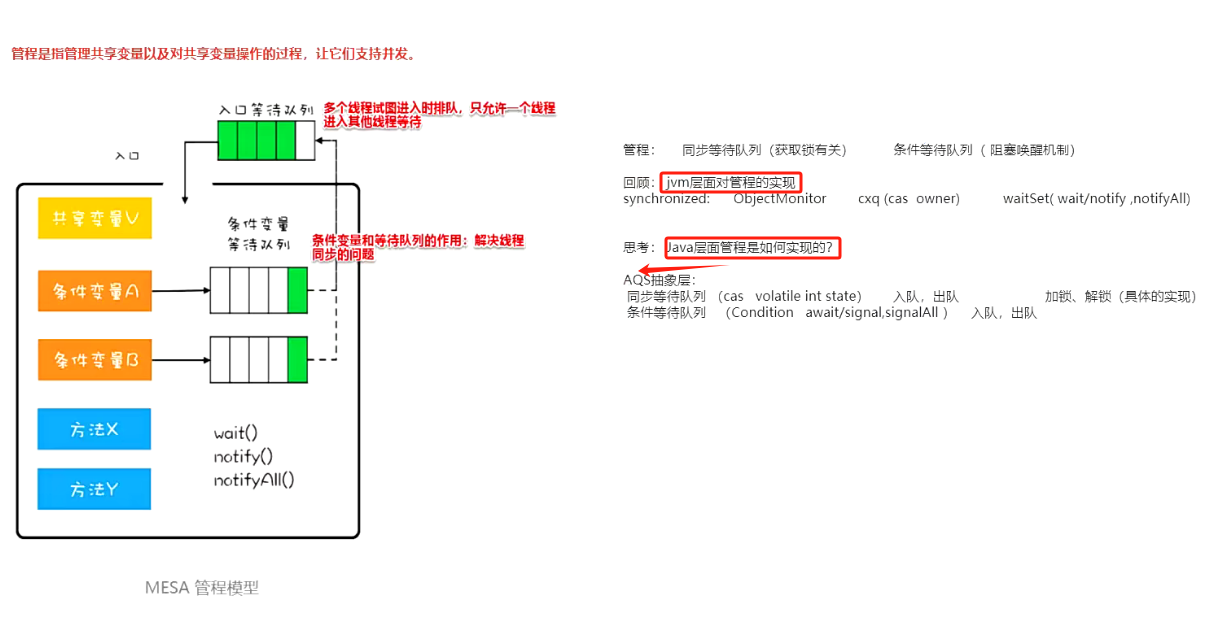 管程是指管理共享变量以及对共享变量操作的过程，让它们支持并发。
入口等待队列
多个线程试图进入时排队，只允许一个线程
进入其他线程等待
入口
共享变量V
条件变量
等待队列
条件变量和等待队列的作用：解决线程
同步的问题
条件变量A
条件变量B
方法X
方法Y
wait()
notify()
notifyAll()
MESA 管程模型
管程： 同步等待队列（获取锁有关） 条件等待队列（ 阻塞唤醒机制）
回顾：jvm层面对管程的实现
synchronized: ObjectMonitor cxq (cas owner) waitSet( wait/notify ,notifyAll)
思考： Java层面管程是如何实现的？
AQS抽象层：
同步等待队列 （cas volatile int state） 入队，出队 加锁、解锁（具体的实现）
条件等待队列 （Condition await/signal,signalAll ） 入队，出队